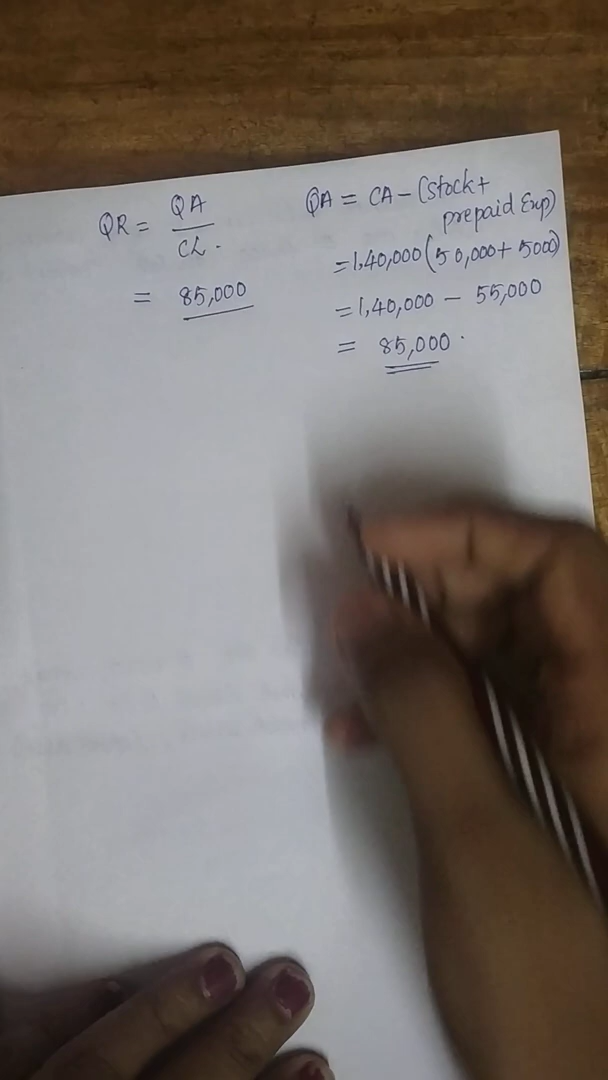 QR = QA / CL.
= 85,000
QA = CA - (stock +
prepaid Exp)
= 1,40,000 (50,000 + 5000)
= 1,40,000 - 55,000
= 85,000.